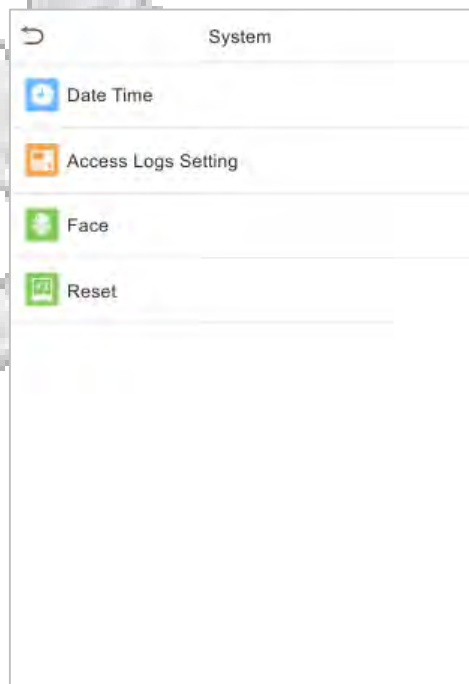 System
Date Time
Access Logs Setting
Face
Reset